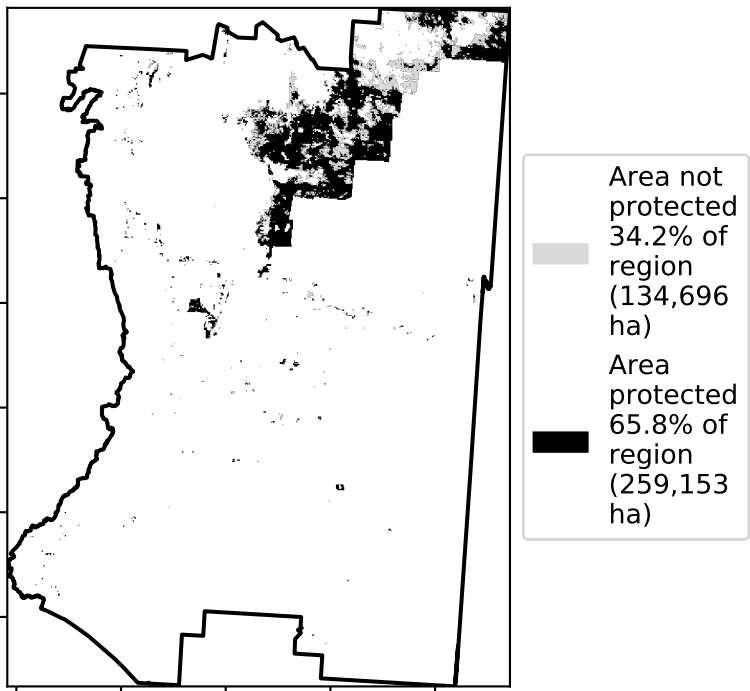 Area not
protected
34.2% of
region
(134,696
ha)
Area
protected
65.8% of
region
(259,153
ha)